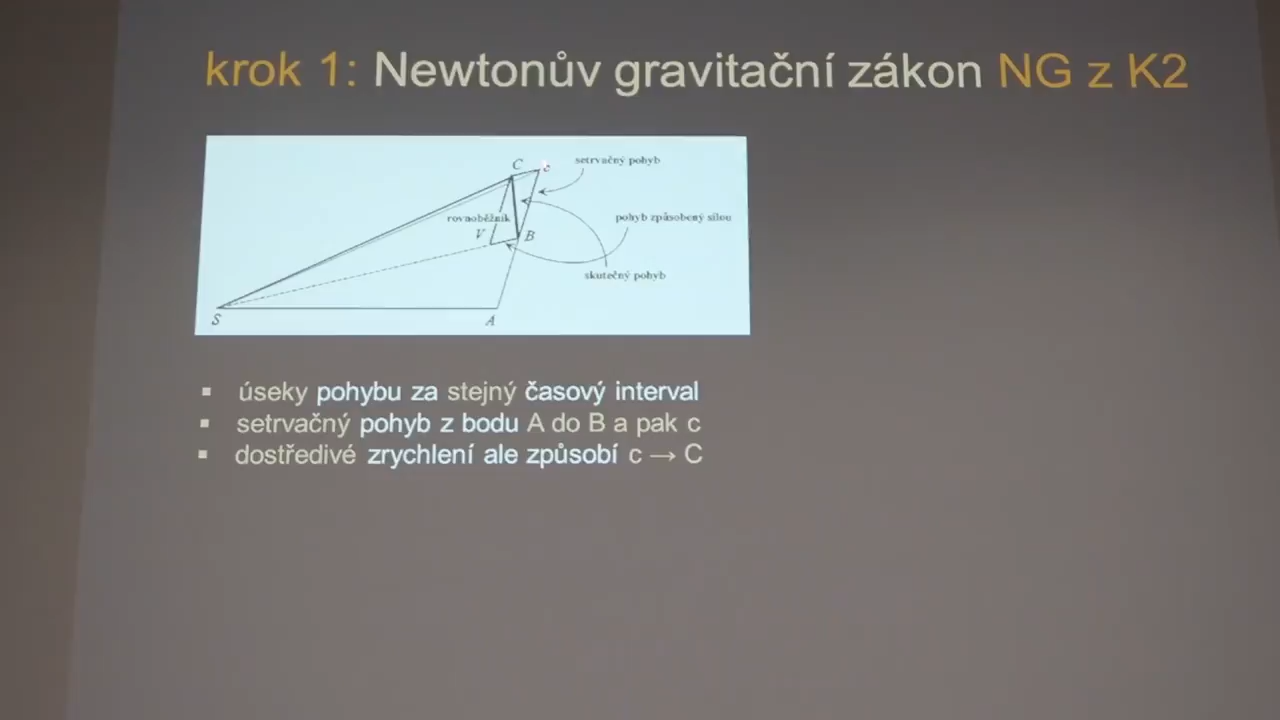 krok 1: Newtonův gravitační zákon NG z K2
C c setrvačný pohyb
rovnoběžník pohyb způsobený silou
V B
skutečný pohyb
S A
úseky pohybu za stejný časový interval
setrvačný pohyb z bodu A do B a pak c
dostředivé zrychlení ale způsobí c → C